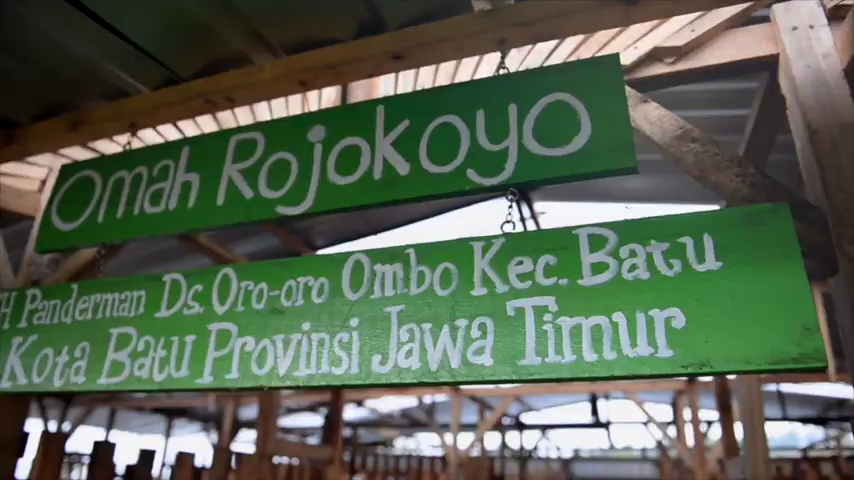 Omah Rojokoyo
H Panderman Ds. Oro-oro Ombo Kec. Batu
Kota Batu Provinsi Jawa Timur